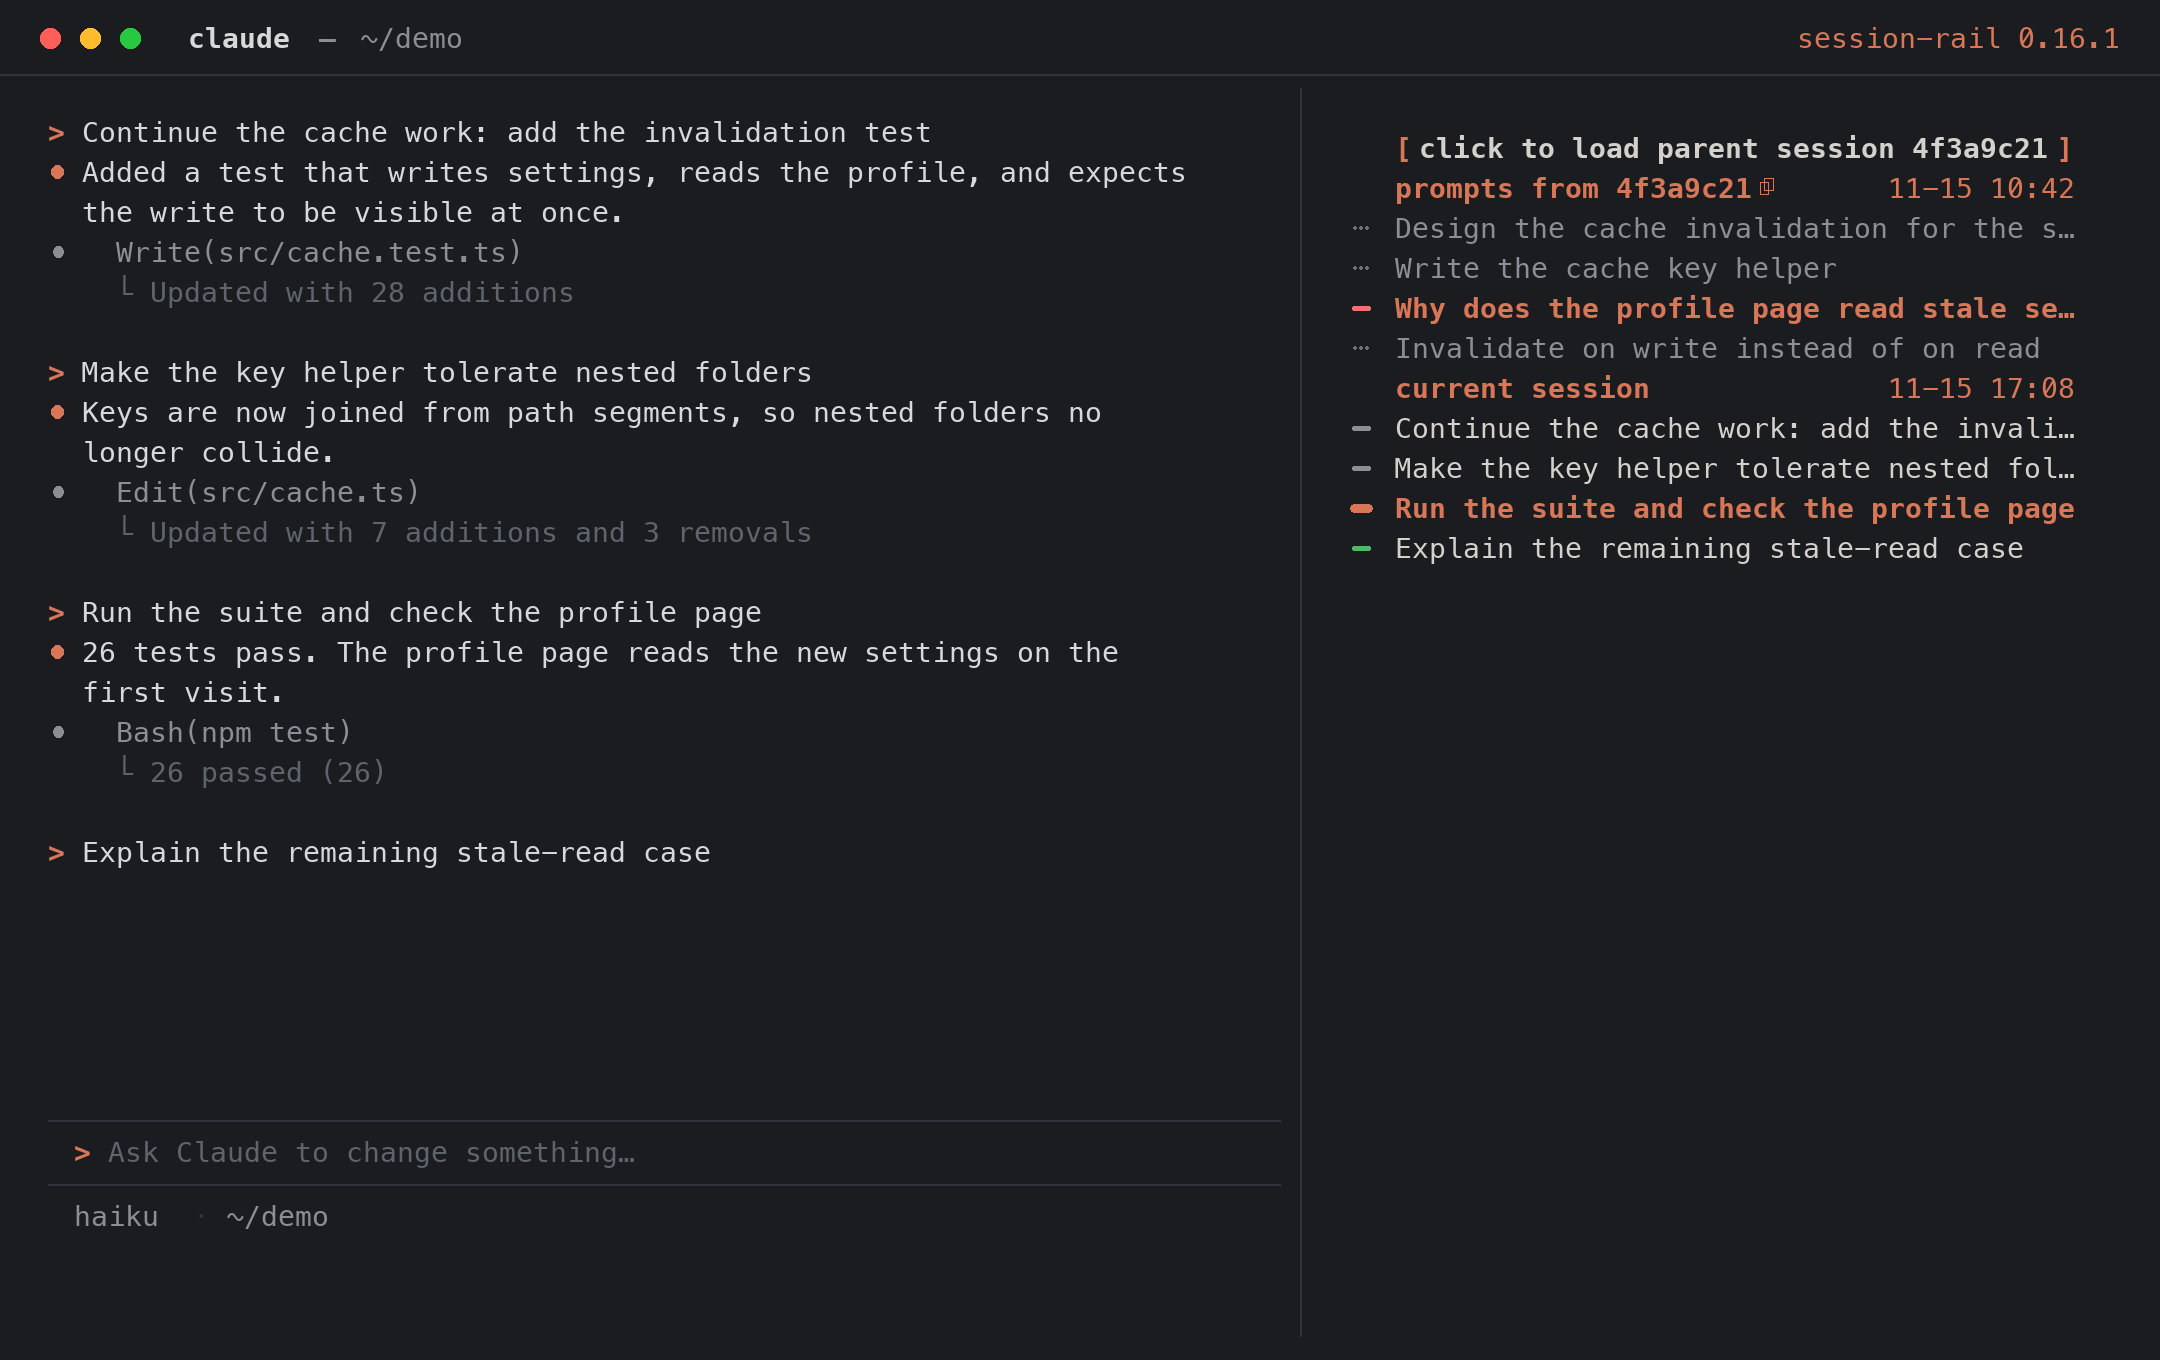 claude — ~/demo
session-rail 0.16.1
> Continue the cache work: add the invalidation test
● Added a test that writes settings, reads the profile, and expects
the write to be visible at once.
● Write(src/cache.test.ts)
└ Updated with 28 additions
> Make the key helper tolerate nested folders
● Keys are now joined from path segments, so nested folders no
longer collide.
● Edit(src/cache.ts)
└ Updated with 7 additions and 3 removals
> Run the suite and check the profile page
● 26 tests pass. The profile page reads the new settings on the
first visit.
● Bash(npm test)
└ 26 passed (26)
> Explain the remaining stale-read case
> Ask Claude to change something…
haiku · ~/demo
[click to load parent session 4f3a9c21]
prompts from 4f3a9c21 11-15 10:42
⋯ Design the cache invalidation for the s…
⋯ Write the cache key helper
Why does the profile page read stale se…
⋯ Invalidate on write instead of on read
current session 11-15 17:08
Continue the cache work: add the invali…
Make the key helper tolerate nested fol…
Run the suite and check the profile page
Explain the remaining stale-read case